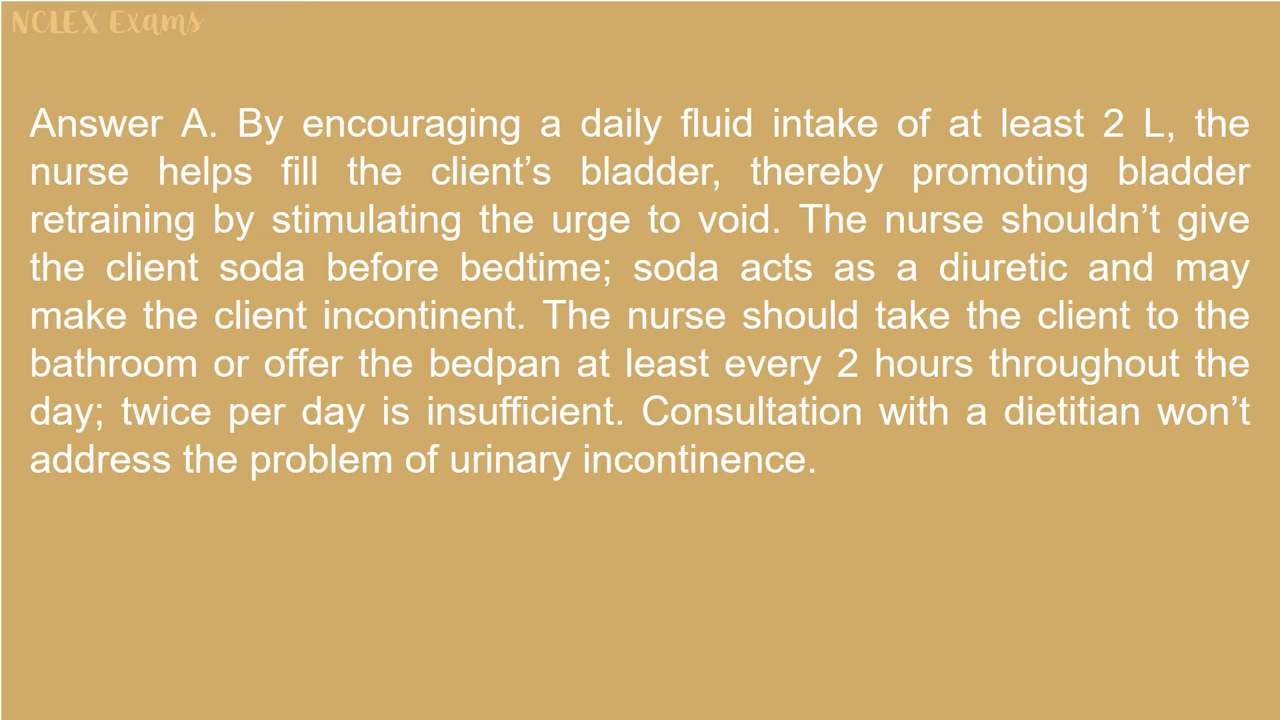 NCLEX Exams
Answer A. By encouraging a daily fluid intake of at least 2 L, the
nurse helps fill the client’s bladder, thereby promoting bladder
retraining by stimulating the urge to void. The nurse shouldn’t give
the client soda before bedtime; soda acts as a diuretic and may
make the client incontinent. The nurse should take the client to the
bathroom or offer the bedpan at least every 2 hours throughout the
day; twice per day is insufficient. Consultation with a dietitian won’t
address the problem of urinary incontinence.